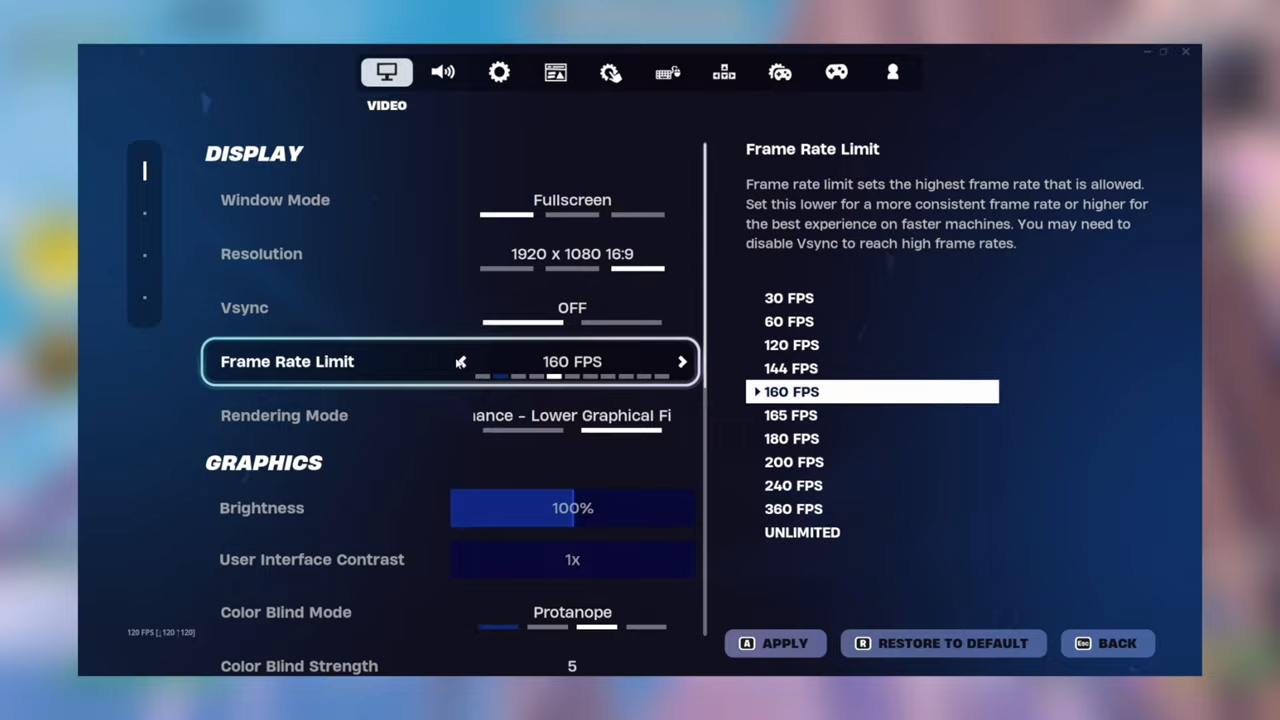 VIDEO
DISPLAY
Window Mode
Fullscreen
Resolution
1920 x 1080 16:9
Vsync
OFF
Frame Rate Limit
160 FPS
Rendering Mode
ance - Lower Graphical Fi
GRAPHICS
Brightness
100%
User Interface Contrast
1x
Color Blind Mode
Protanope
Color Blind Strength
5
120 FPS [↓120 ↑120]
Frame Rate Limit
Frame rate limit sets the highest frame rate that is allowed.
Set this lower for a more consistent frame rate or higher for
the best experience on faster machines. You may need to
disable Vsync to reach high frame rates.
30 FPS
60 FPS
120 FPS
144 FPS
160 FPS
165 FPS
180 FPS
200 FPS
240 FPS
360 FPS
UNLIMITED
A APPLY
R RESTORE TO DEFAULT
Esc BACK